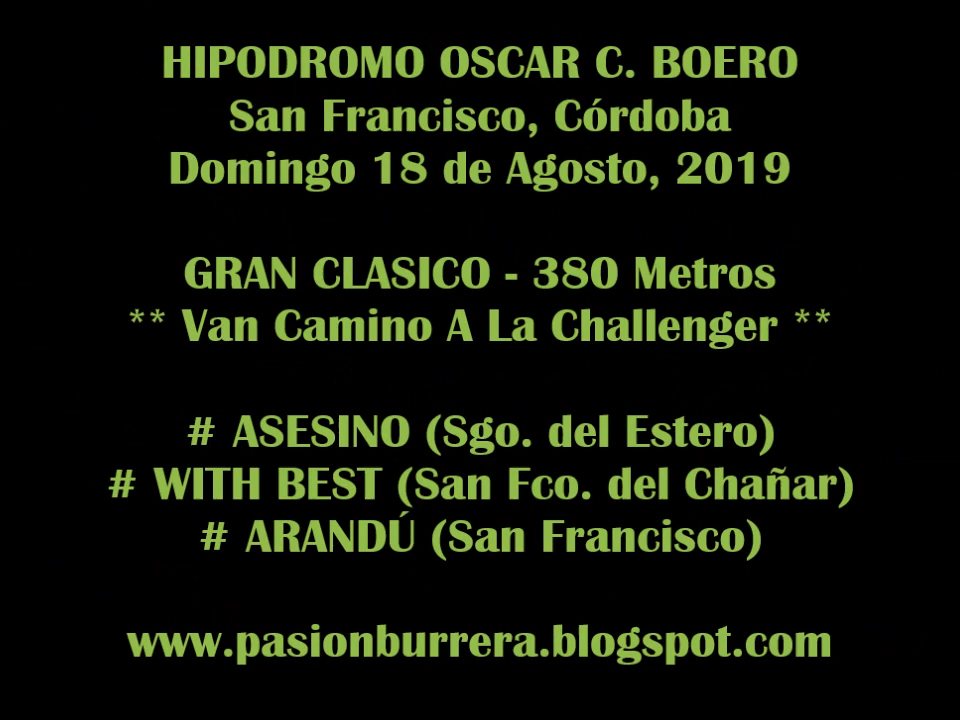 HIPODROMO OSCAR C. BOERO
San Francisco, Córdoba
Domingo 18 de Agosto, 2019
GRAN CLASICO - 380 Metros
** Van Camino A La Challenger **
# ASESINO (Sgo. del Estero)
# WITH BEST (San Fco. del Chañar)
# ARANDÚ (San Francisco)
www.pasionburrera.blogspot.com